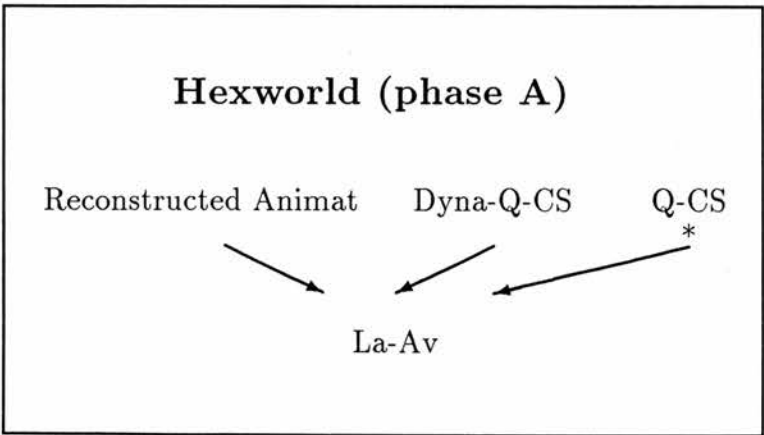 Hexworld (phase A)
Reconstructed Animat Dyna-Q-CS Q-CS
*
La-Av